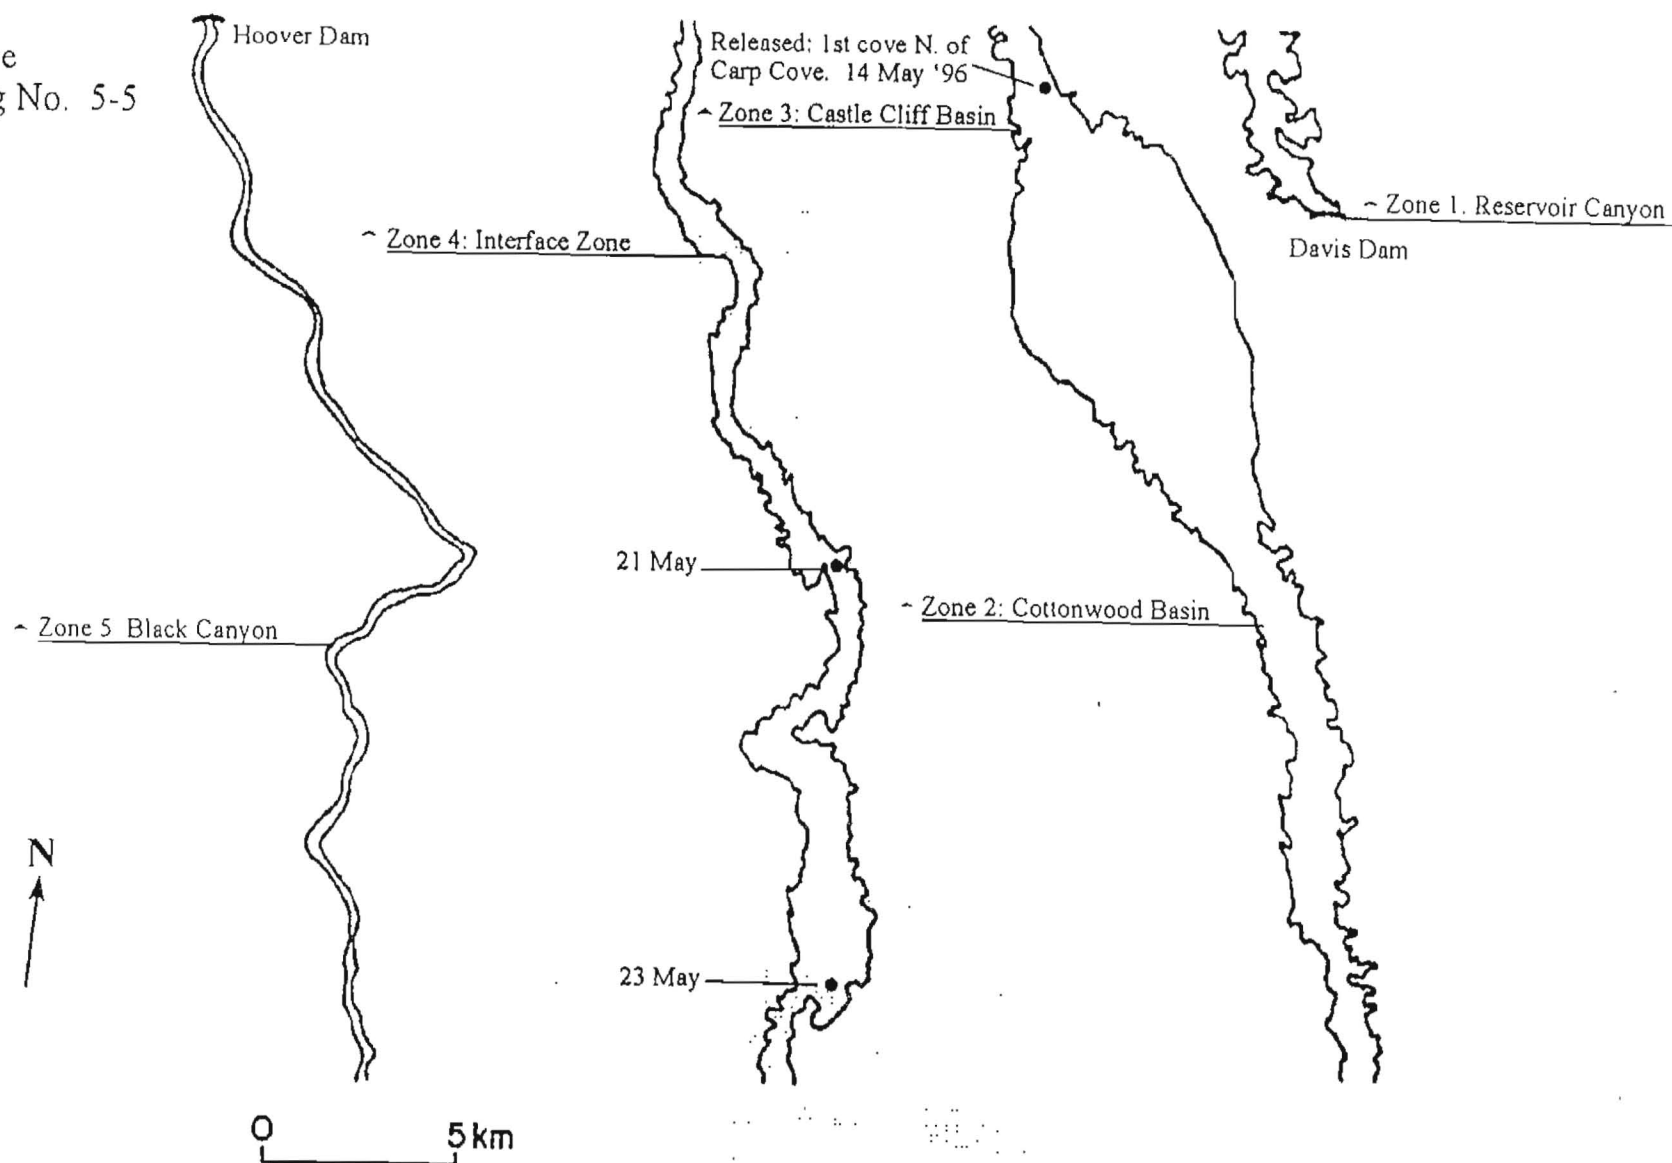 e
g No. 5-5
Hoover Dam
Released: 1st cove N. of
Carp Cove. 14 May '96
Zone 3: Castle Cliff Basin
Zone 1. Reservoir Canyon
Davis Dam
Zone 4: Interface Zone
21 May
Zone 2: Cottonwood Basin
Zone 5 Black Canyon
N
23 May
0 5 km